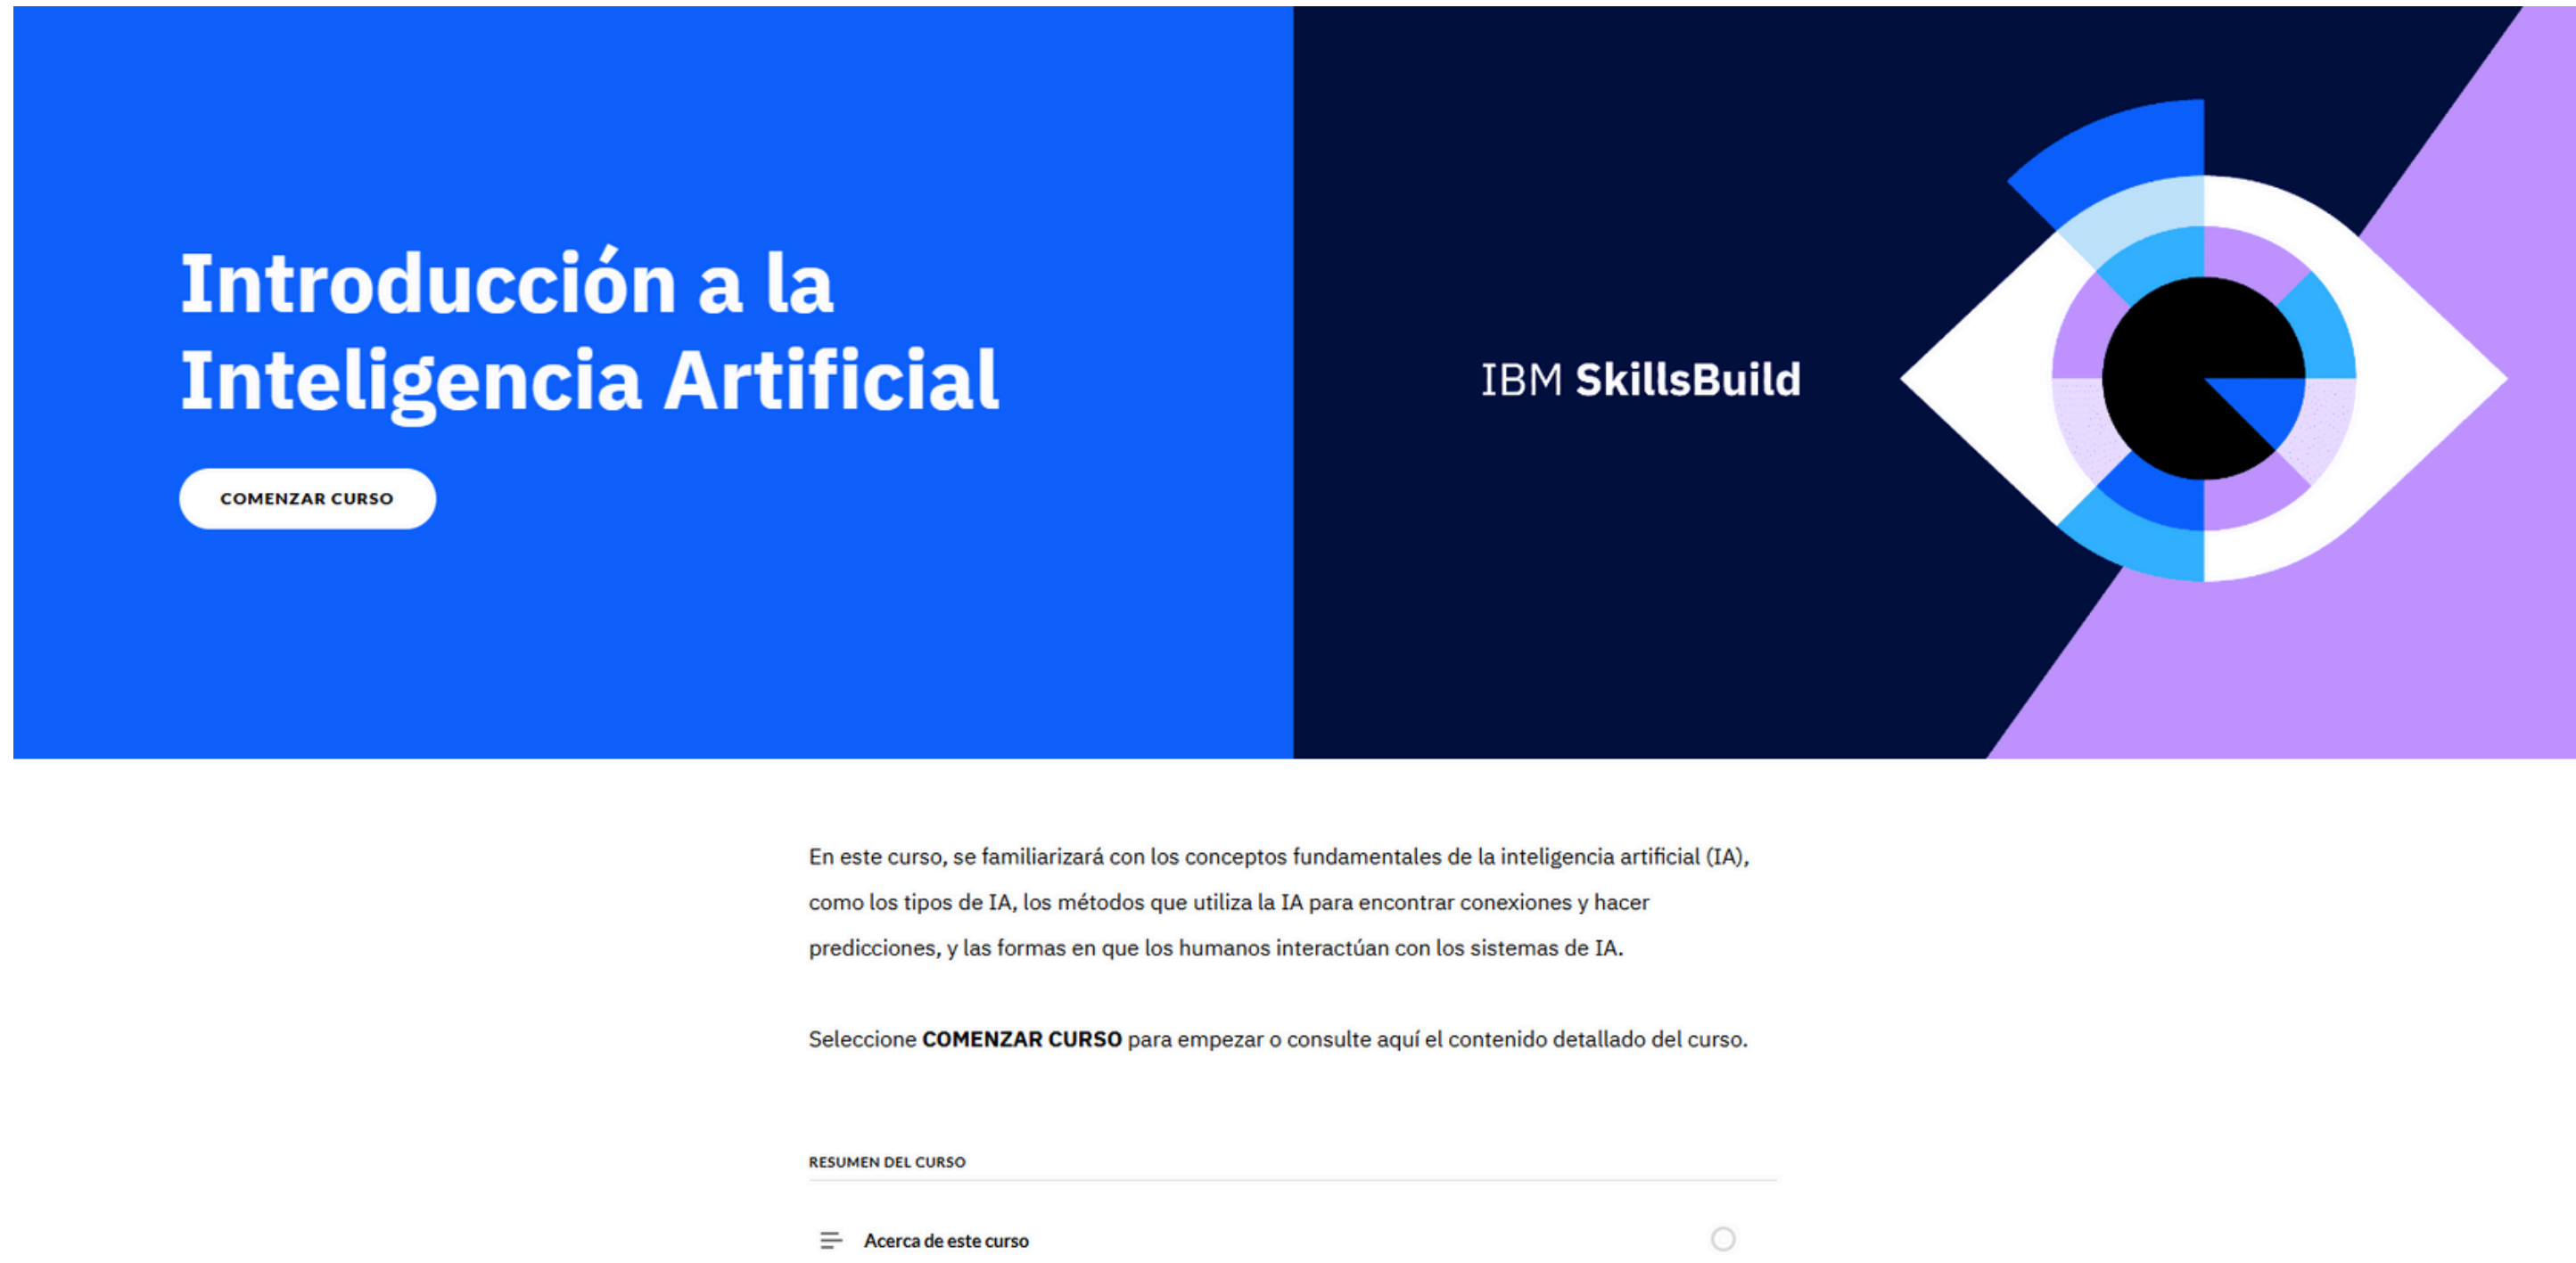 Introducción a la
Inteligencia Artificial
COMENZAR CURSO
IBM SkillsBuild
En este curso, se familiarizará con los conceptos fundamentales de la inteligencia artificial (IA),
como los tipos de IA, los métodos que utiliza la IA para encontrar conexiones y hacer
predicciones, y las formas en que los humanos interactúan con los sistemas de IA.
Seleccione COMENZAR CURSO para empezar o consulte aquí el contenido detallado del curso.
RESUMEN DEL CURSO
Acerca de este curso